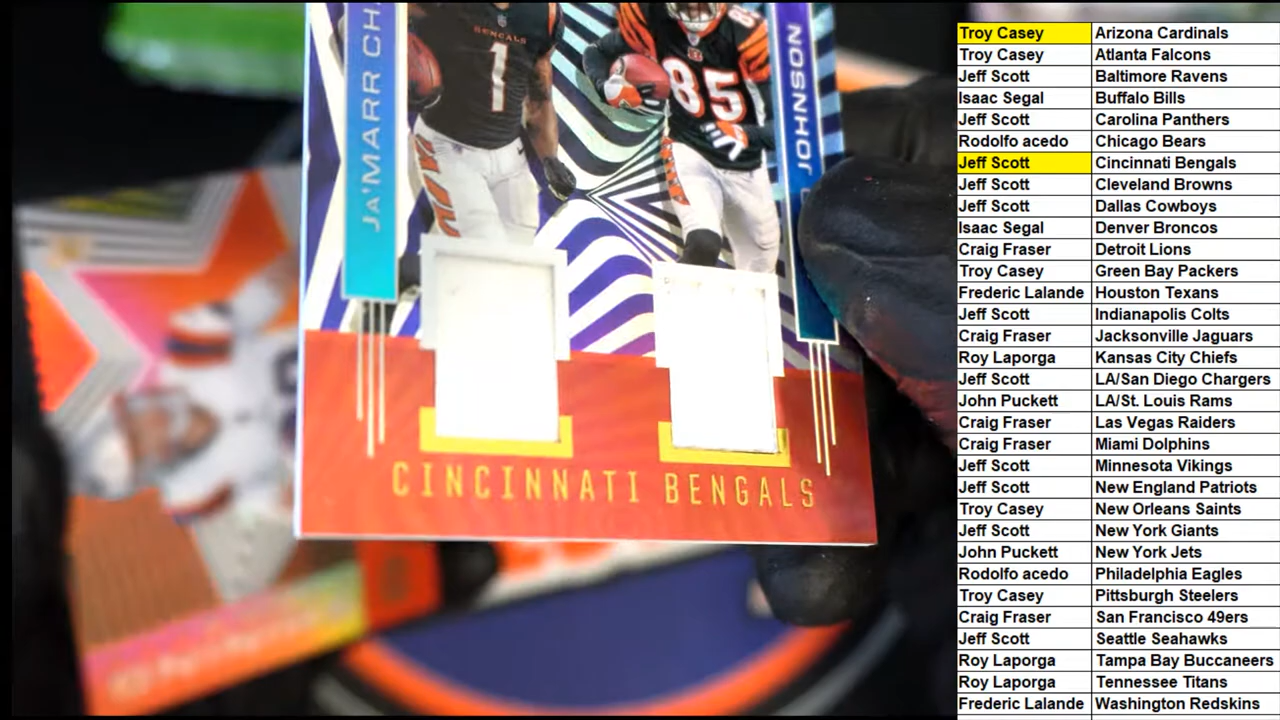 JA'MARR CH
BENGALS
1
85
JOHNSON
CINCINNATI BENGALS
Troy Casey Arizona Cardinals
Troy Casey Atlanta Falcons
Jeff Scott Baltimore Ravens
Isaac Segal Buffalo Bills
Jeff Scott Carolina Panthers
Rodolfo acedo Chicago Bears
Jeff Scott Cincinnati Bengals
Jeff Scott Cleveland Browns
Jeff Scott Dallas Cowboys
Isaac Segal Denver Broncos
Craig Fraser Detroit Lions
Troy Casey Green Bay Packers
Frederic Lalande Houston Texans
Jeff Scott Indianapolis Colts
Craig Fraser Jacksonville Jaguars
Roy Laporga Kansas City Chiefs
Jeff Scott LA/San Diego Chargers
John Puckett LA/St. Louis Rams
Craig Fraser Las Vegas Raiders
Craig Fraser Miami Dolphins
Jeff Scott Minnesota Vikings
Jeff Scott New England Patriots
Troy Casey New Orleans Saints
Jeff Scott New York Giants
John Puckett New York Jets
Rodolfo acedo Philadelphia Eagles
Troy Casey Pittsburgh Steelers
Craig Fraser San Francisco 49ers
Jeff Scott Seattle Seahawks
Roy Laporga Tampa Bay Buccaneers
Roy Laporga Tennessee Titans
Frederic Lalande Washington Redskins